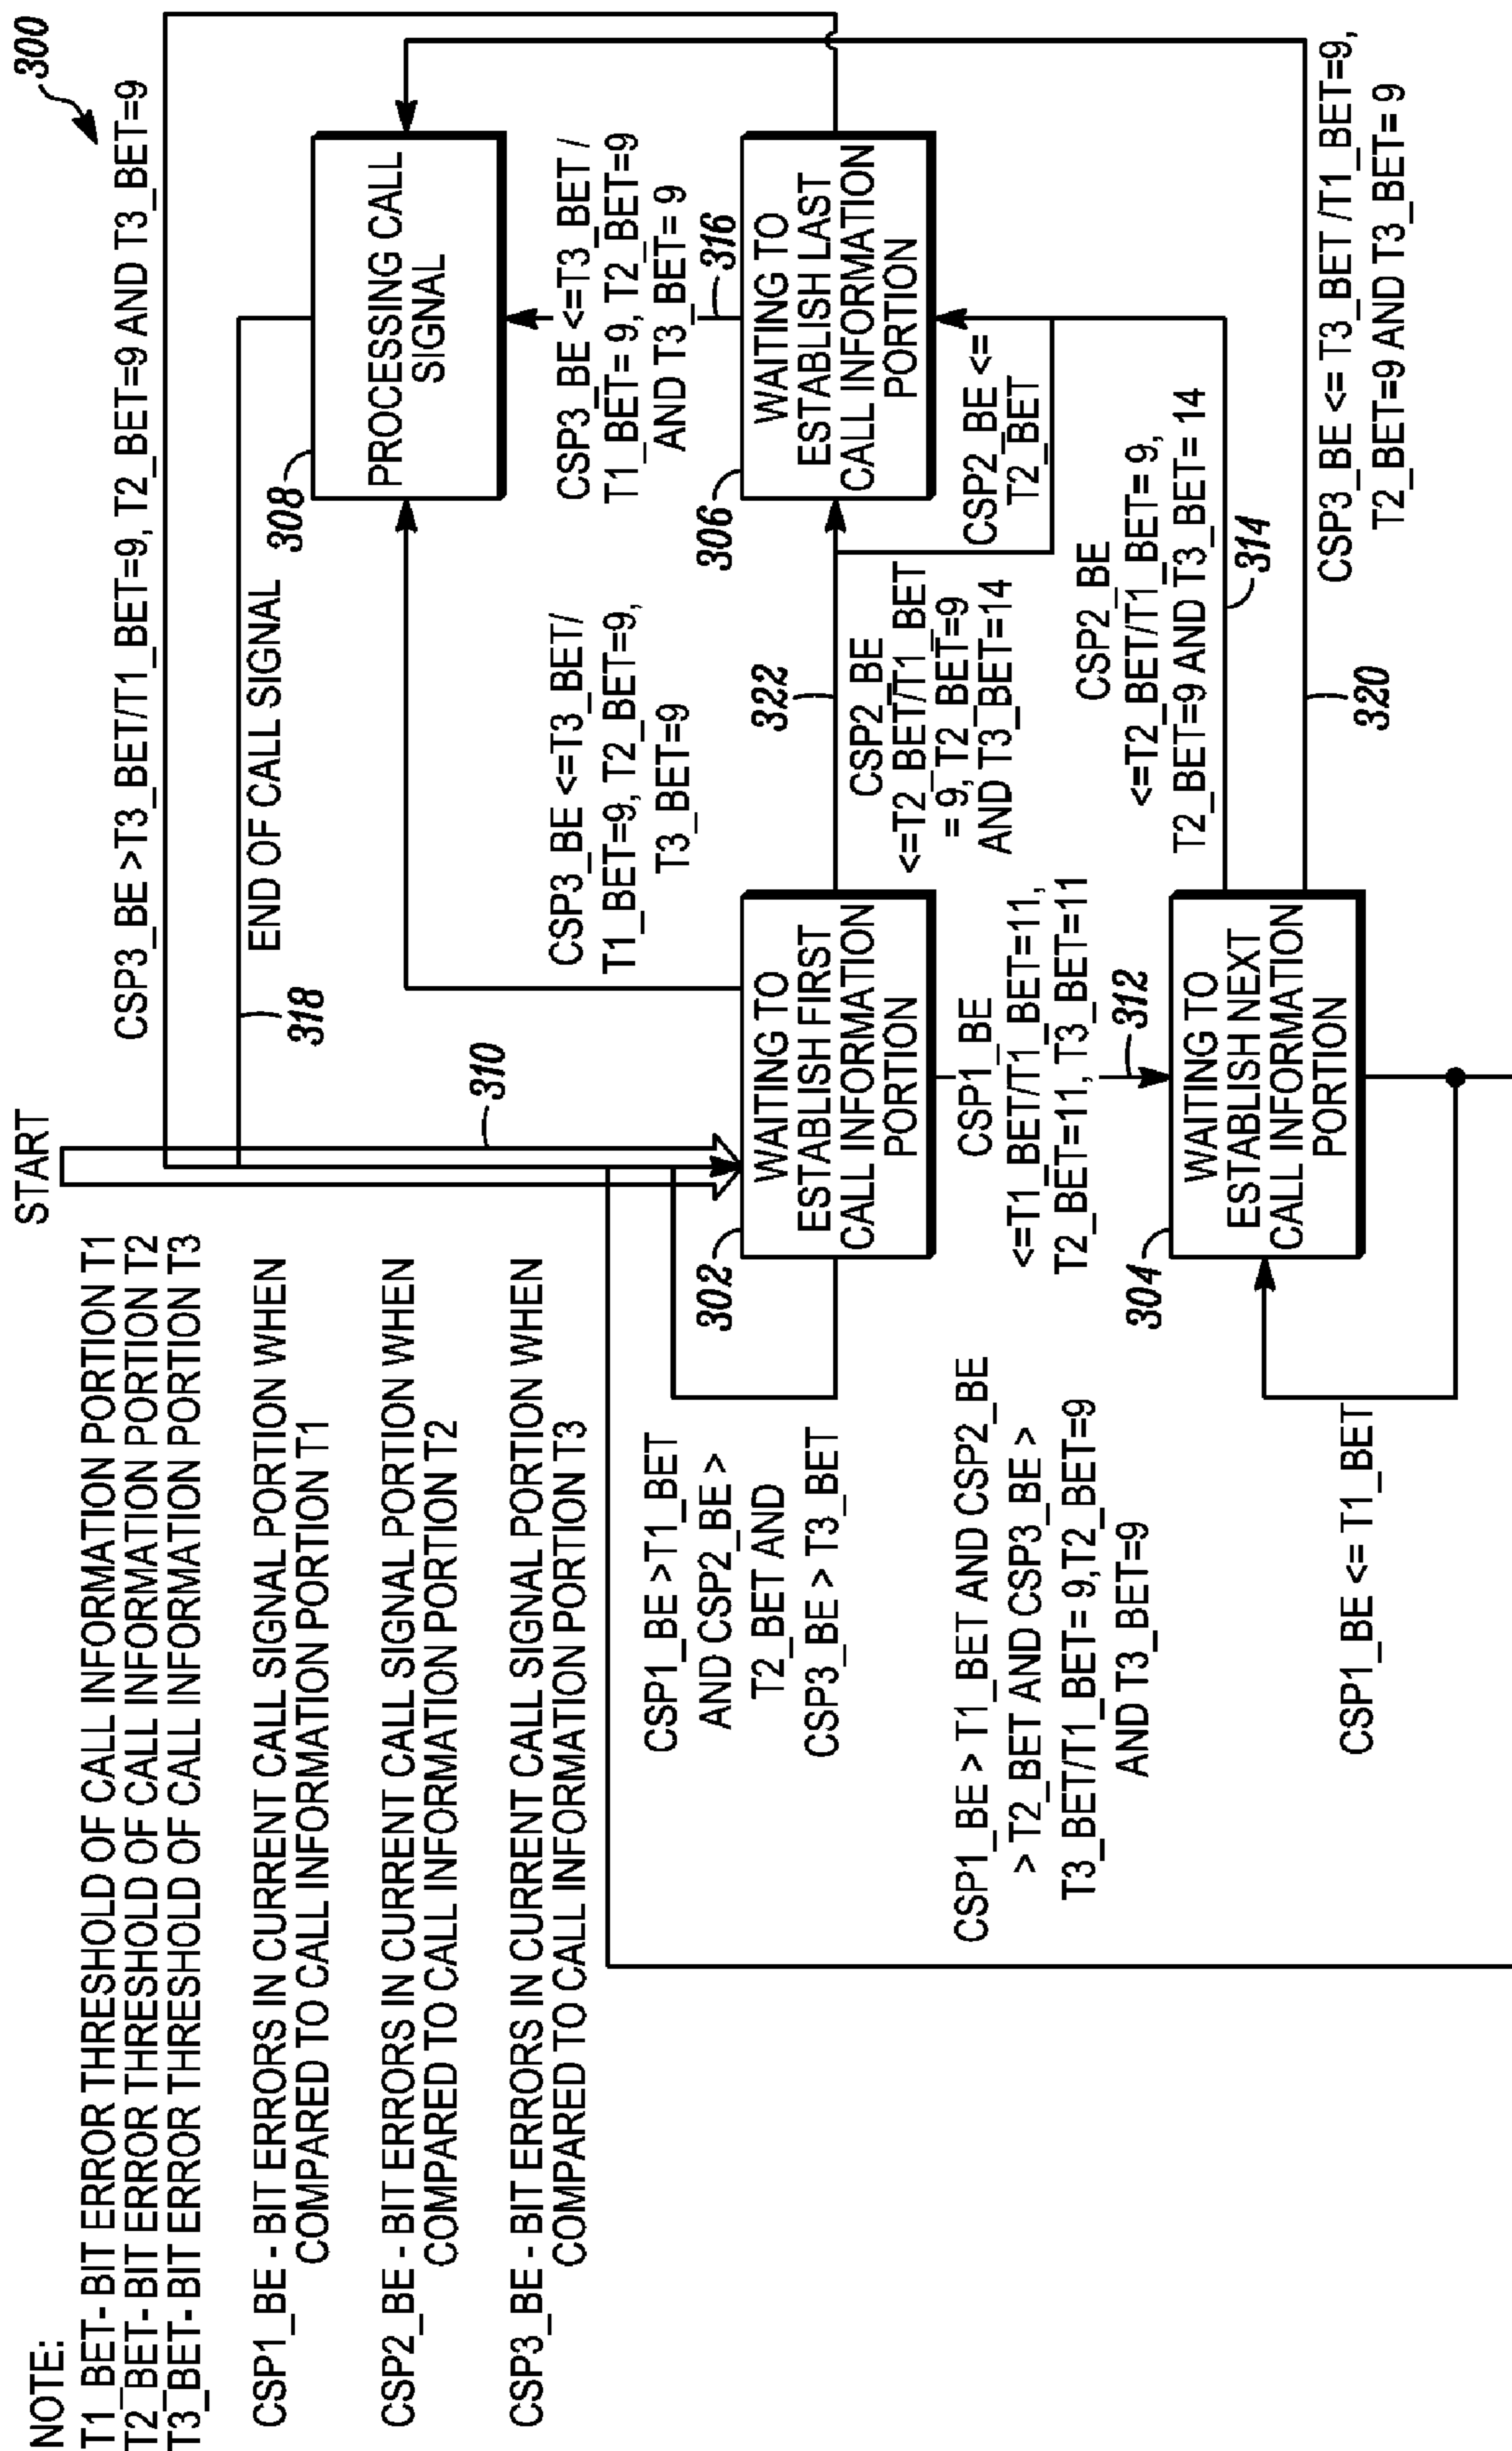 NOTE:
T1_BET- BIT ERROR THRESHOLD OF CALL INFORMATION PORTION T1
T2_BET- BIT ERROR THRESHOLD OF CALL INFORMATION PORTION T2
T3_BET- BIT ERROR THRESHOLD OF CALL INFORMATION PORTION T3
CSP1_BE - BIT ERRORS IN CURRENT CALL SIGNAL PORTION WHEN
COMPARED TO CALL INFORMATION PORTION T1
CSP2_BE - BIT ERRORS IN CURRENT CALL SIGNAL PORTION WHEN
COMPARED TO CALL INFORMATION PORTION T2
CSP3_BE - BIT ERRORS IN CURRENT CALL SIGNAL PORTION WHEN
COMPARED TO CALL INFORMATION PORTION T3
START
300
CSP3_BE >T3_BET/T1_BET=9, T2_BET=9 AND T3_BET=9
318
END OF CALL SIGNAL
310
308
PROCESSING CALL
SIGNAL
CSP3_BE <=T3_BET/
T1_BET=9, T2_BET=9,
T3_BET=9
CSP3_BE <=T3_BET /
T1_BET= 9, T2_BET=9
AND T3_BET= 9
316
CSP1_BE >T1_BET
AND CSP2_BE >
T2_BET AND
CSP3_BE > T3_BET
302
WAITING TO
ESTABLISH FIRST
CALL INFORMATION
PORTION
322
CSP2_BE
<=T2_BET/T1_BET
= 9, T2_BET=9
AND T3_BET=14
306
WAITING TO
ESTABLISH LAST
CALL INFORMATION
PORTION
CSP2_BE <=
T2_BET
CSP1_BE > T1_BET AND CSP2_BE
> T2_BET AND CSP3_BE >
T3_BET/T1_BET= 9,T2_BET=9
AND T3_BET=9
CSP1_BE
<=T1_BET/T1_BET=11,
T2_BET=11, T3_BET=11
312
CSP2_BE
<=T2_BET/T1_BET= 9,
T2_BET=9 AND T3_BET= 14
314
304
WAITING TO
ESTABLISH NEXT
CALL INFORMATION
PORTION
320
CSP3_BE <= T3_BET /T1_BET=9,
T2_BET=9 AND T3_BET= 9
CSP1_BE <= T1_BET